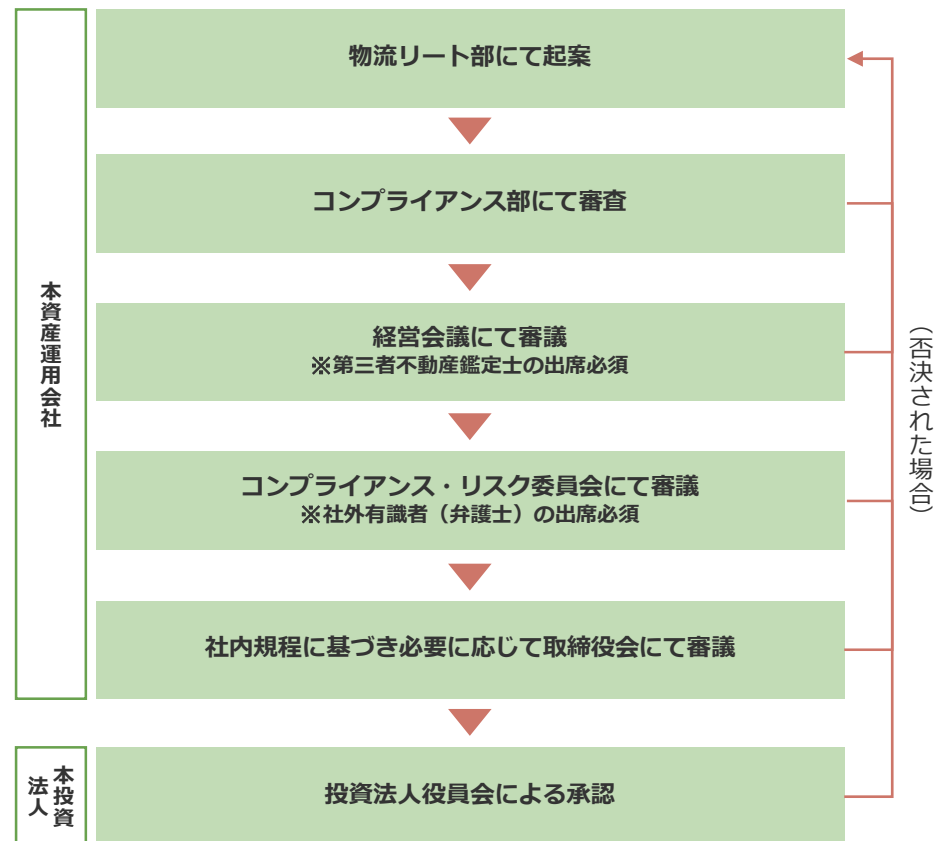 本資産運用会社
物流リート部にて起案
コンプライアンス部にて審査
経営会議にて審議
※第三者不動産鑑定士の出席必須
コンプライアンス・リスク委員会にて審議
※社外有識者（弁護士）の出席必須
社内規程に基づき必要に応じて取締役会にて審議
（否決された場合）
本投資
法人
投資法人役員会による承認